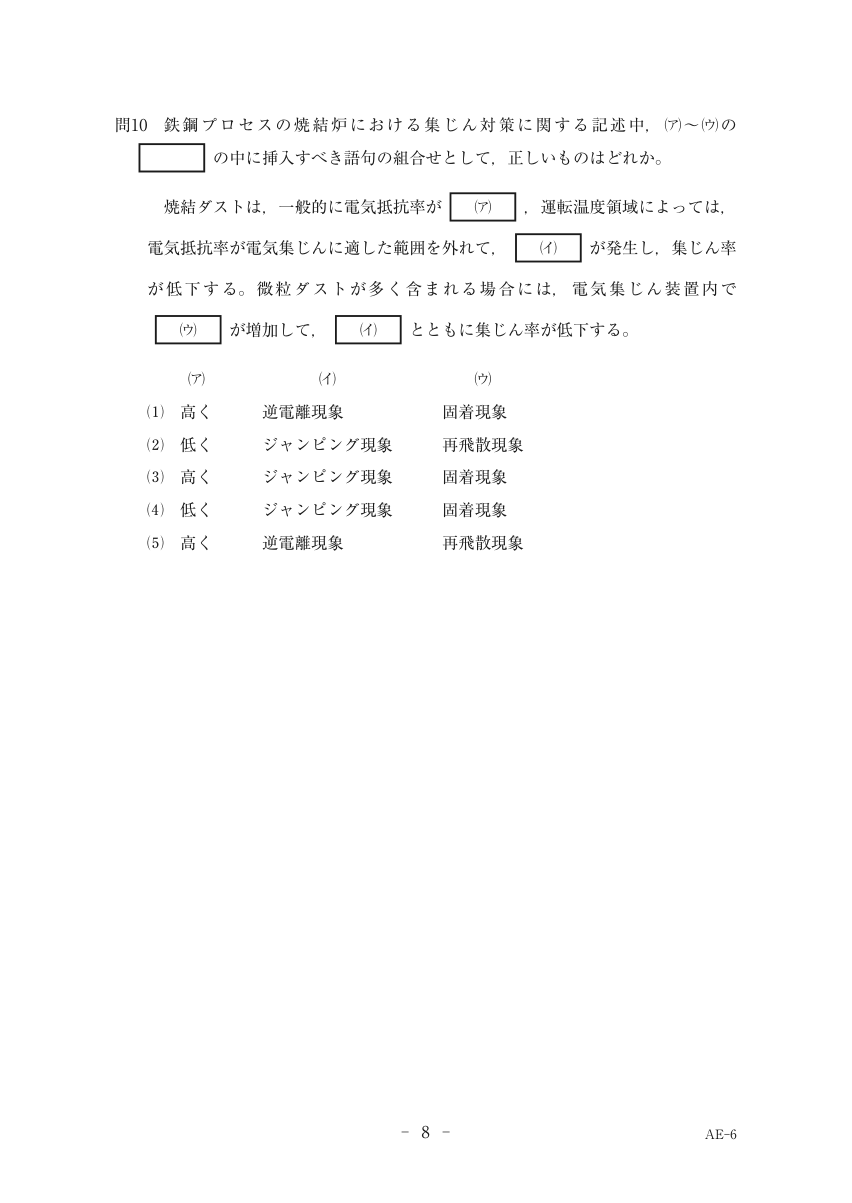 問10　鉄鋼プロセスの焼結炉における集じん対策に関する記述中，㋐～㋒の
の中に挿入すべき語句の組合せとして，正しいものはどれか。
焼結ダストは，一般的に電気抵抗率が (ア) ，運転温度領域によっては，
電気抵抗率が電気集じんに適した範囲を外れて， (イ) が発生し，集じん率
が低下する。微粒ダストが多く含まれる場合には，電気集じん装置内で
(ウ) が増加して， (イ) とともに集じん率が低下する。
(ア)　(イ)　(ウ)
(1)　高く　逆電離現象　固着現象
(2)　低く　ジャンピング現象　再飛散現象
(3)　高く　ジャンピング現象　固着現象
(4)　低く　ジャンピング現象　固着現象
(5)　高く　逆電離現象　再飛散現象
－ 8 －
AE-6